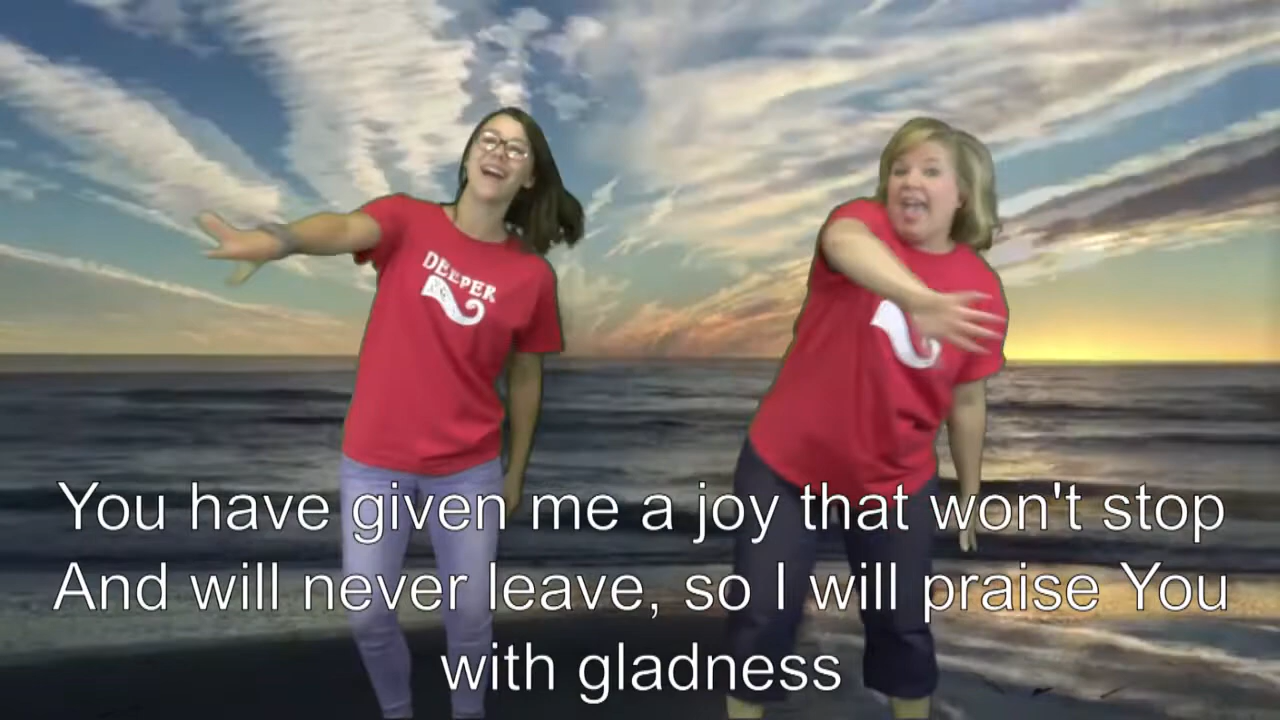 DEEPER
You have given me a joy that won't stop
And will never leave, so I will praise You
with gladness